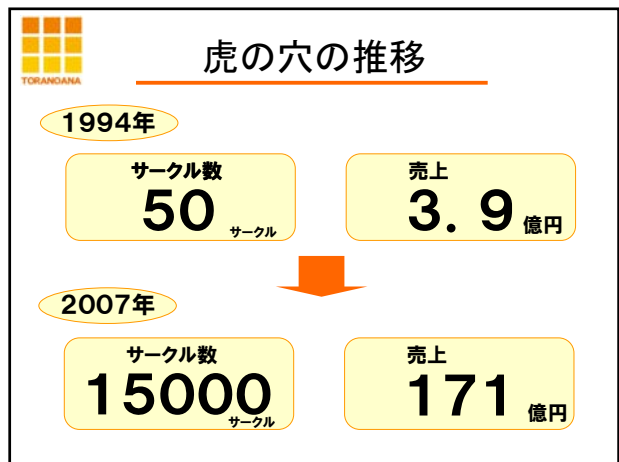 TORANOANA
虎の穴の推移
1994年
サークル数
50 サークル
売上
3．9 億円
2007年
サークル数
15000 サークル
売上
171 億円